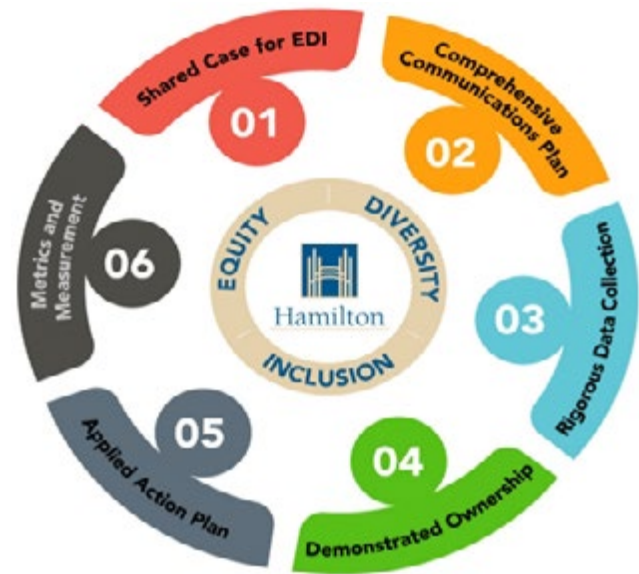 Shared Case for EDI
01
Comprehensive
Communications Plan
02
Rigorous Data Collection
03
Demonstrated Ownership
04
Applied Action Plan
05
Metrics and
Measurement
06
EQUITY
DIVERSITY
INCLUSION
Hamilton